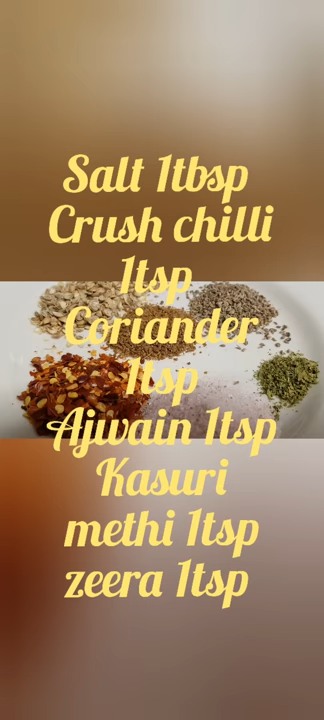 Salt 1tbsp
Crush chilli
1tsp
Coriander
1tsp
Ajwain 1tsp
Kasuri
methi 1tsp
zeera 1tsp